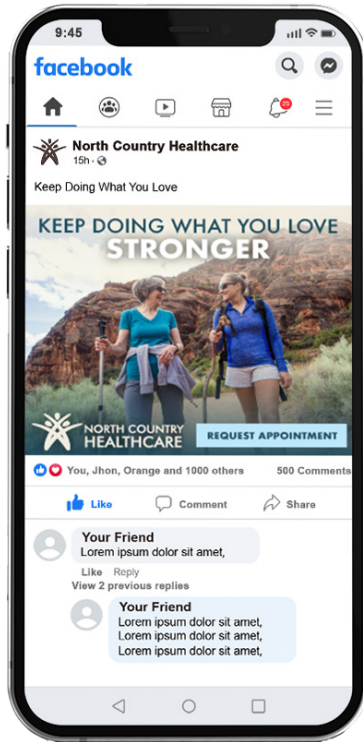 9:45
facebook
25
North Country Healthcare
15h ·
Keep Doing What You Love
KEEP DOING WHAT YOU LOVE
STRONGER
NORTH COUNTRY
HEALTHCARE
REQUEST APPOINTMENT
You, Jhon, Orange and 1000 others 500 Comments
Like Comment Share
Your Friend
Lorem ipsum dolor sit amet,
Like Reply
View 2 previous replies
Your Friend
Lorem ipsum dolor sit amet,
Lorem ipsum dolor sit amet,
Lorem ipsum dolor sit amet,